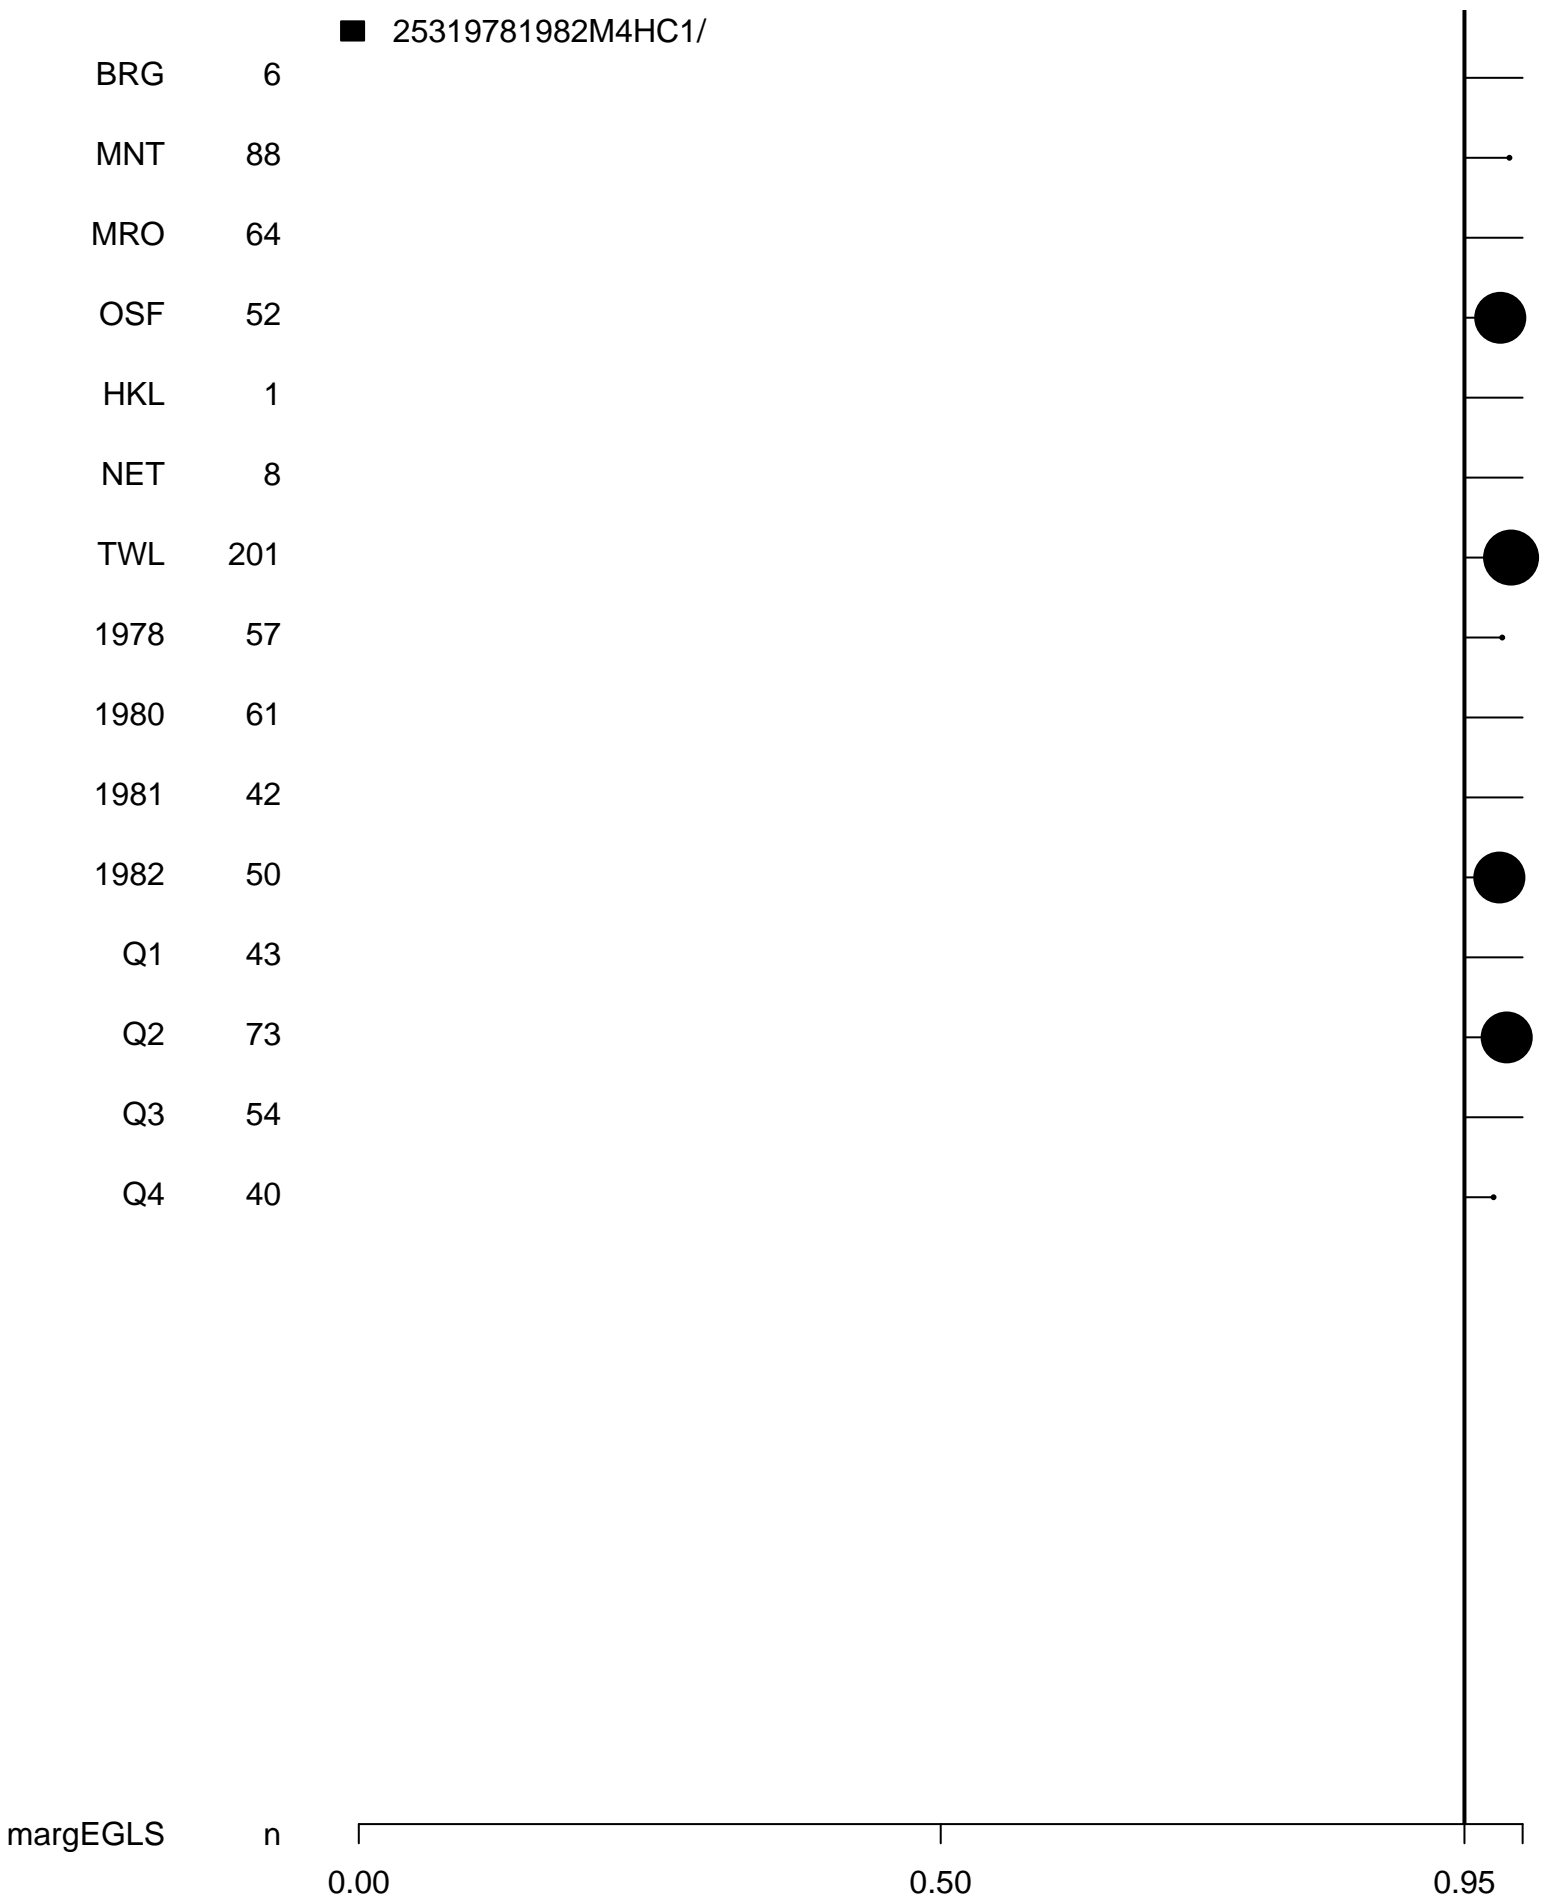 25319781982M4HC1/
BRG 6
MNT 88
MRO 64
OSF 52
HKL 1
NET 8
TWL 201
1978 57
1980 61
1981 42
1982 50
Q1 43
Q2 73
Q3 54
Q4 40
margEGLS n
0.00 0.50 0.95